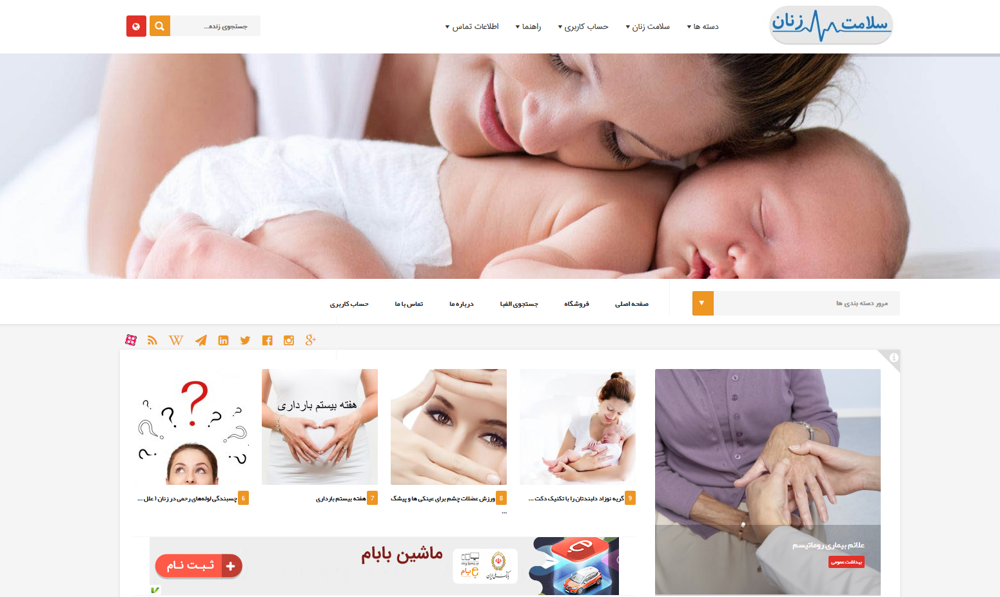 سلامت زنان
دسته ها
سلامت زنان
حساب کاربری
راهنما
اطلاعات تماس
جستجوی زنده...
مرور دسته بندی ها
صفحه اصلی
فروشگاه
جستجوی الفبا
درباره ما
تماس با ما
حساب کاربری
علائم بیماری روماتیسم
بهداشت عمومی
9 گریه نوزاد دلبندتان را با تکنیک دکت ...
8 ورزش عضلات چشم برای عینکی ها و پیشگ
...
هفته بیستم بارداری
7 هفته بیستم بارداری
6 چسبندگی لوله‌های رحمی در زنان ( علل ...
بانک ملی ایران
my.bmi.ir
بام
ماشین بابام
ثبت نام